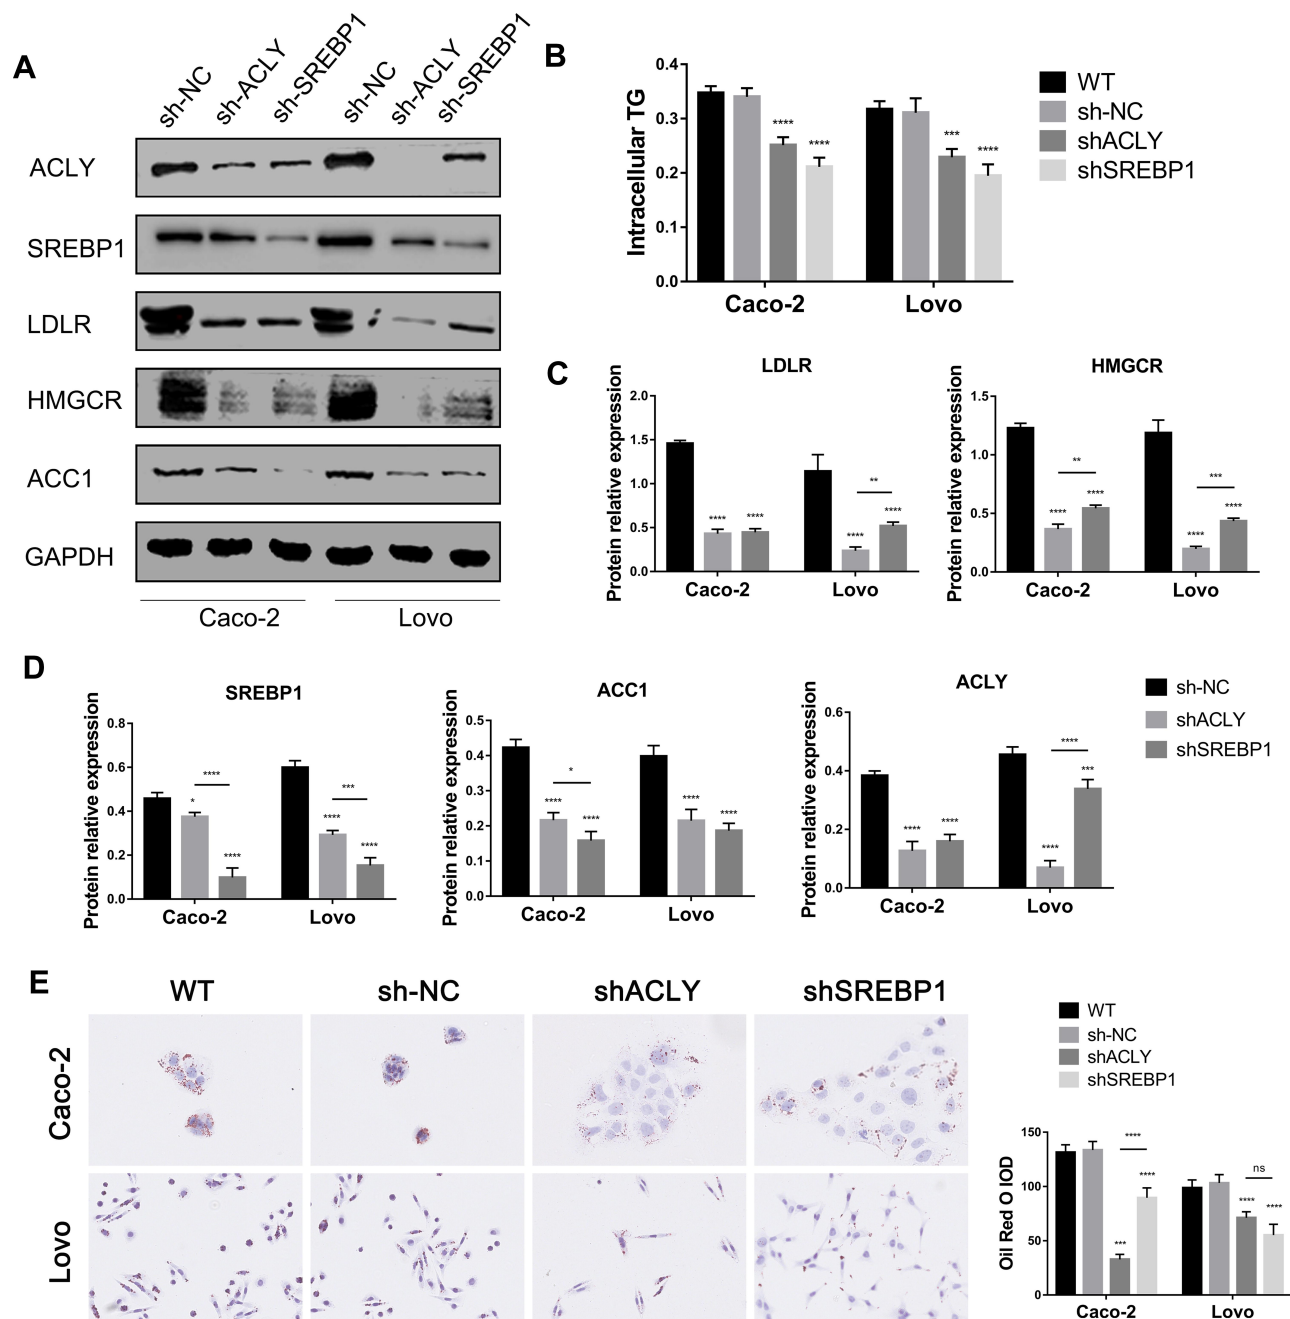 A
sh-NC
sh-ACLY
sh-SREBP1
sh-NC
sh-ACLY
sh-SREBP1
ACLY
SREBP1
LDLR
HMGCR
ACC1
GAPDH
Caco-2
Lovo
B
Intracellular TG
0.4
0.3
0.2
0.1
0.0
****
****
***
****
Caco-2
Lovo
WT
sh-NC
shACLY
shSREBP1
C
LDLR
Protein relative expression
2.0
1.5
1.0
0.5
0.0
****
****
**
****
****
Caco-2
Lovo
HMGCR
Protein relative expression
1.5
1.0
0.5
0.0
**
****
****
***
****
****
Caco-2
Lovo
D
SREBP1
Protein relative expression
0.8
0.6
0.4
0.2
0.0
****
*
****
***
****
****
Caco-2
Lovo
ACC1
Protein relative expression
0.5
0.4
0.3
0.2
0.1
0.0
*
****
****
****
****
Caco-2
Lovo
ACLY
Protein relative expression
0.6
0.4
0.2
0.0
****
****
****
***
****
Caco-2
Lovo
sh-NC
shACLY
shSREBP1
E
WT
sh-NC
shACLY
shSREBP1
Caco-2
Lovo
WT
sh-NC
shACLY
shSREBP1
Oil Red O IOD
150
100
50
0
****
****
***
ns
****
****
Caco-2
Lovo